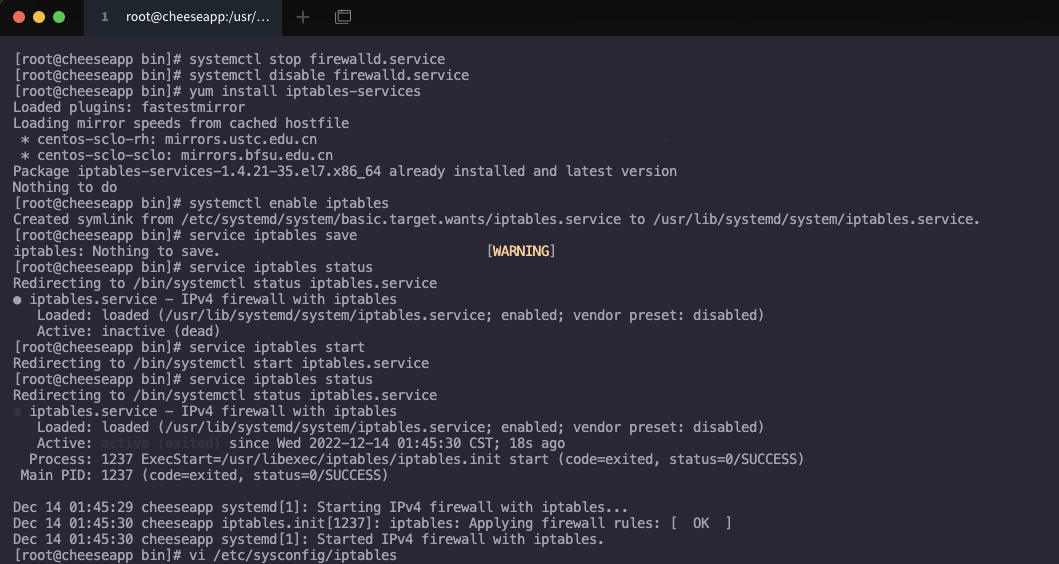 1 root@cheeseapp:/usr/...
[root@cheeseapp bin]# systemctl stop firewalld.service
[root@cheeseapp bin]# systemctl disable firewalld.service
[root@cheeseapp bin]# yum install iptables-services
Loaded plugins: fastestmirror
Loading mirror speeds from cached hostfile
 * centos-sclo-rh: mirrors.ustc.edu.cn
 * centos-sclo-sclo: mirrors.bfsu.edu.cn
Package iptables-services-1.4.21-35.el7.x86_64 already installed and latest version
Nothing to do
[root@cheeseapp bin]# systemctl enable iptables
Created symlink from /etc/systemd/system/basic.target.wants/iptables.service to /usr/lib/systemd/system/iptables.service.
[root@cheeseapp bin]# service iptables save
iptables: Nothing to save. [WARNING]
[root@cheeseapp bin]# service iptables status
Redirecting to /bin/systemctl status iptables.service
● iptables.service - IPv4 firewall with iptables
   Loaded: loaded (/usr/lib/systemd/system/iptables.service; enabled; vendor preset: disabled)
   Active: inactive (dead)
[root@cheeseapp bin]# service iptables start
Redirecting to /bin/systemctl start iptables.service
[root@cheeseapp bin]# service iptables status
Redirecting to /bin/systemctl status iptables.service
● iptables.service - IPv4 firewall with iptables
   Loaded: loaded (/usr/lib/systemd/system/iptables.service; enabled; vendor preset: disabled)
   Active: active (exited) since Wed 2022-12-14 01:45:30 CST; 18s ago
  Process: 1237 ExecStart=/usr/libexec/iptables/iptables.init start (code=exited, status=0/SUCCESS)
 Main PID: 1237 (code=exited, status=0/SUCCESS)
Dec 14 01:45:29 cheeseapp systemd[1]: Starting IPv4 firewall with iptables...
Dec 14 01:45:30 cheeseapp iptables.init[1237]: iptables: Applying firewall rules: [  OK  ]
Dec 14 01:45:30 cheeseapp systemd[1]: Started IPv4 firewall with iptables.
[root@cheeseapp bin]# vi /etc/sysconfig/iptables